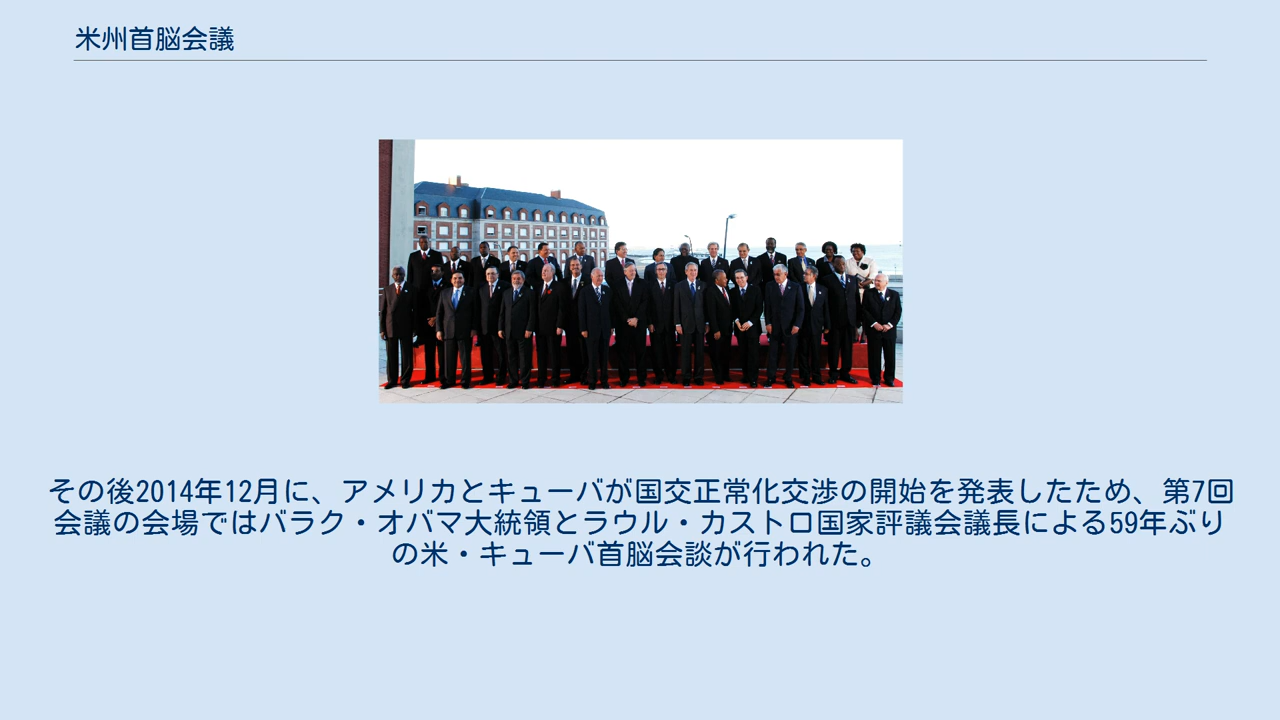 米州首脳会議
その後2014年12月に、アメリカとキューバが国交正常化交渉の開始を発表したため、第7回
会議の会場ではバラク・オバマ大統領とラウル・カストロ国家評議会議長による59年ぶり
の米・キューバ首脳会談が行われた。